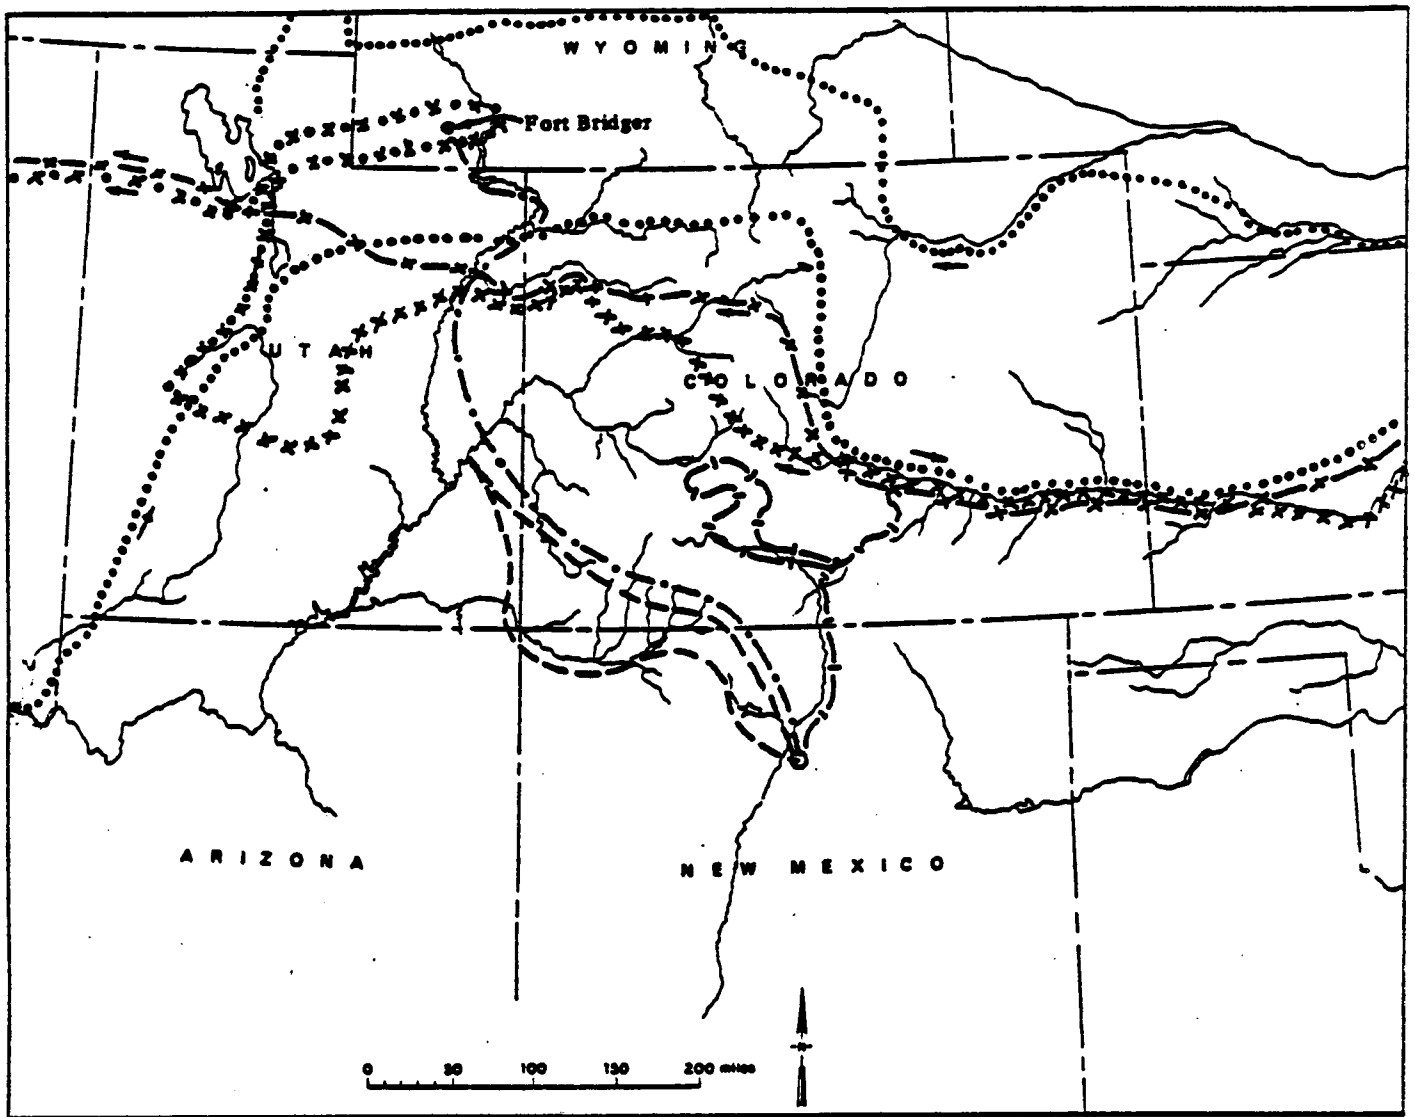 WYOMING
Fort Bridger
UTAH
COLORADO
ARIZONA
NEW MEXICO
0 50 100 150 200 miles